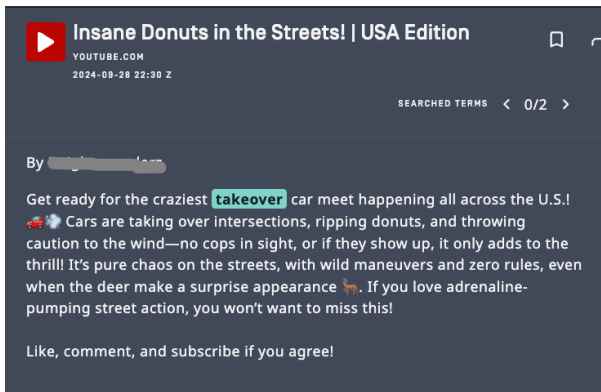 Insane Donuts in the Streets! | USA Edition
YOUTUBE.COM
2024-09-28 22:30 Z
SEARCHED TERMS < 0/2 >
By
Get ready for the craziest takeover car meet happening all across the U.S.!
🚗💨 Cars are taking over intersections, ripping donuts, and throwing
caution to the wind—no cops in sight, or if they show up, it only adds to the
thrill! It's pure chaos on the streets, with wild maneuvers and zero rules, even
when the deer make a surprise appearance 🦌. If you love adrenaline-
pumping street action, you won't want to miss this!
Like, comment, and subscribe if you agree!